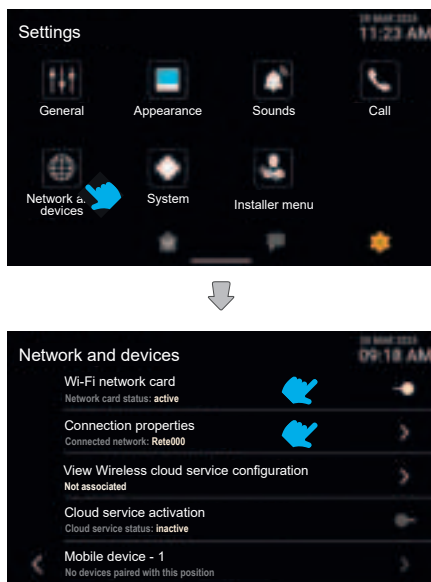 Settings
11:23 AM
General
Appearance
Sounds
Call
Network a
devices
System
Installer menu
Network and devices
09:18 AM
Wi-Fi network card
Network card status: active
Connection properties
Connected network: Rete000
View Wireless cloud service configuration
Not associated
Cloud service activation
Cloud service status: inactive
Mobile device - 1
No devices paired with this position